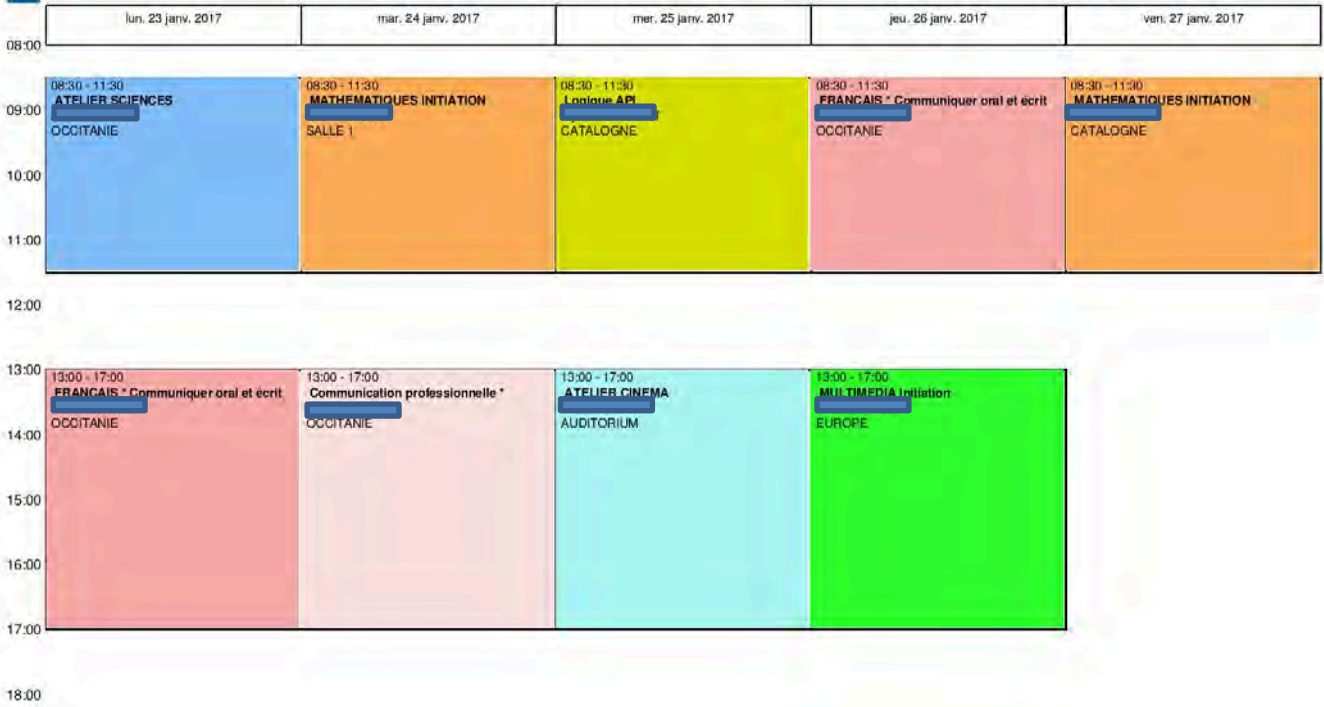 lun. 23 janv. 2017
mar. 24 janv. 2017
mer. 25 janv. 2017
jeu. 26 janv. 2017
ven. 27 janv. 2017
08:00
08:30 - 11:30
ATELIER SCIENCES
OCCITANIE
08:30 - 11:30
MATHEMATIQUES INITIATION
SALLE 1
08:30 - 11:30
Logique API
CATALOGNE
08:30 - 11:30
FRANCAIS * Communiquer oral et écrit
OCCITANIE
08:30 - 11:30
MATHEMATIQUES INITIATION
CATALOGNE
09:00
10:00
11:00
12:00
13:00
13:00 - 17:00
FRANCAIS * Communiquer oral et écrit
OCCITANIE
13:00 - 17:00
Communication professionnelle *
OCCITANIE
13:00 - 17:00
ATELIER CINEMA
AUDITORIUM
13:00 - 17:00
MULTIMEDIA Initiation
EUROPE
14:00
15:00
16:00
17:00
18:00